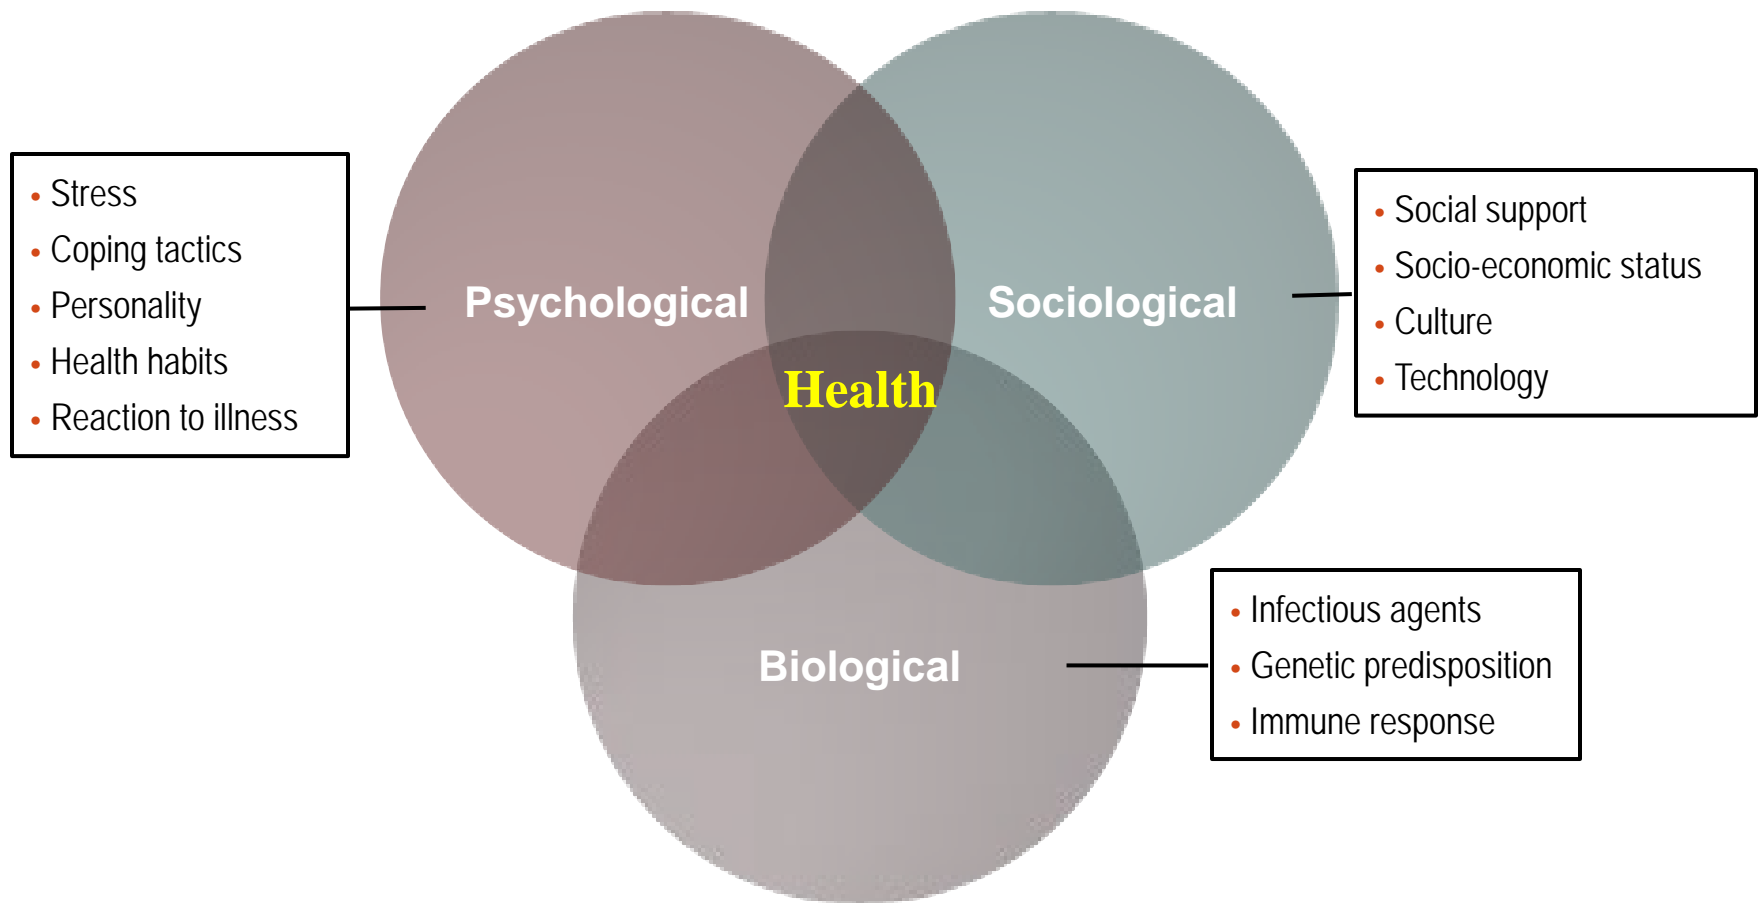 • Stress
• Coping tactics
• Personality
• Health habits
• Reaction to illness
Psychological
Sociological
Health
Biological
• Social support
• Socio-economic status
• Culture
• Technology
• Infectious agents
• Genetic predisposition
• Immune response